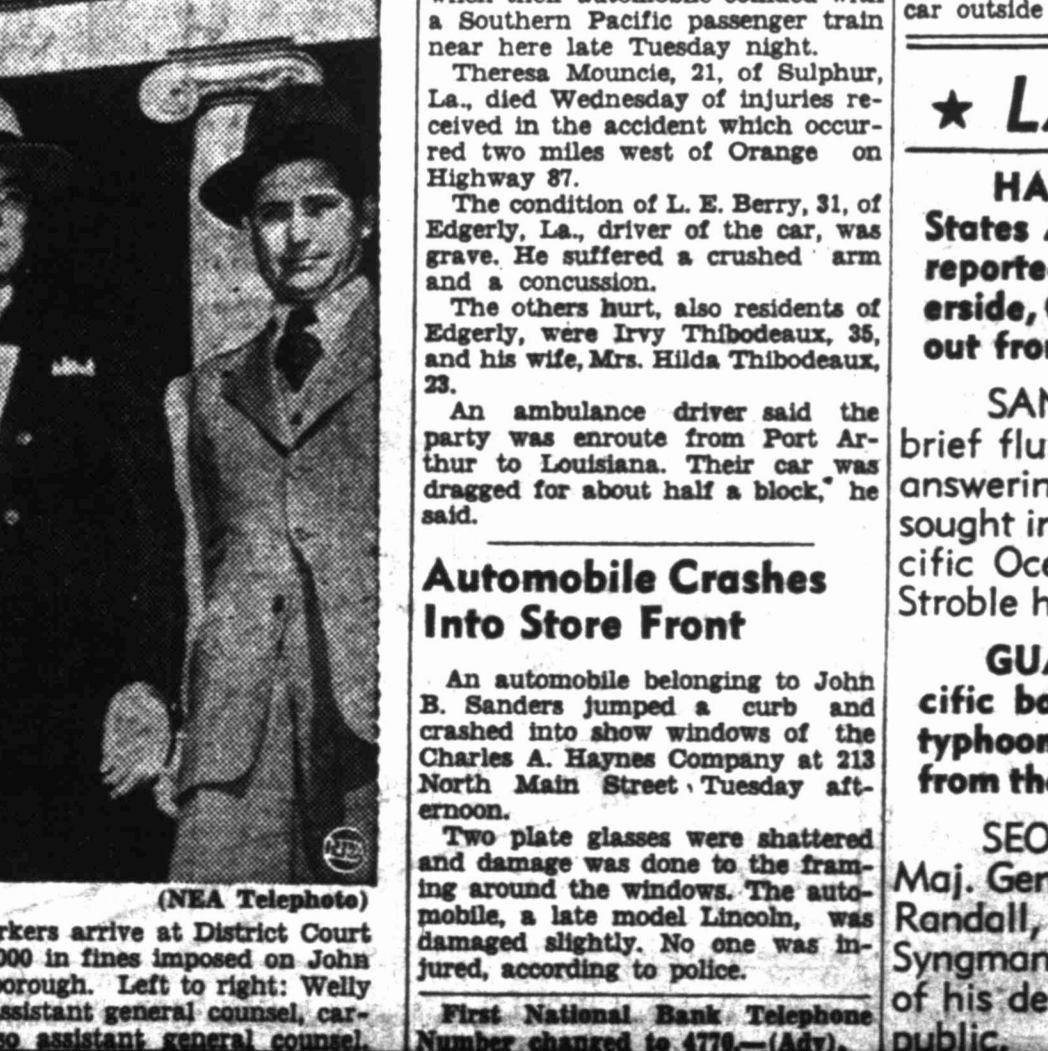 a Southern Pacific passenger train
near here late Tuesday night.
Theresa Mouncie, 21, of Sulphur,
La., died Wednesday of injuries re-
ceived in the accident which occur-
red two miles west of Orange on
Highway 87.
The condition of L. E. Berry, 31, of
Edgerly, La., driver of the car, was
grave. He suffered a crushed arm
and a concussion.
The others hurt, also residents of
Edgerly, were Irvy Thibodeaux, 35,
and his wife, Mrs. Hilda Thibodeaux,
23.
An ambulance driver said the
party was enroute from Port Ar-
thur to Louisiana. Their car was
dragged for about half a block," he
said.
Automobile Crashes
Into Store Front
An automobile belonging to John
B. Sanders jumped a curb and
crashed into show windows of the
Charles A. Haynes Company at 213
North Main Street Tuesday aft-
ernoon.
Two plate glasses were shattered
and damage was done to the fram-
ing around the windows. The auto-
mobile, a late model Lincoln, was
damaged slightly. No one was in-
jured, according to police.
First National Bank Telephone
Number changed to 4770.—(Adv).
(NEA Telephoto)
rkers arrive at District Court
000 in fines imposed on John
orough. Left to right: Welly
ssistant general counsel, car-
so assistant general counsel.
car outside
★ L
HA
States
reporte
erside,
out fro
SAN
brief flu
answerin
sought in
cific Oce
Stroble h
GUA
cific ba
typhoon
from the
SEO
Maj. Gen
Randall,
Syngman
of his de
public.